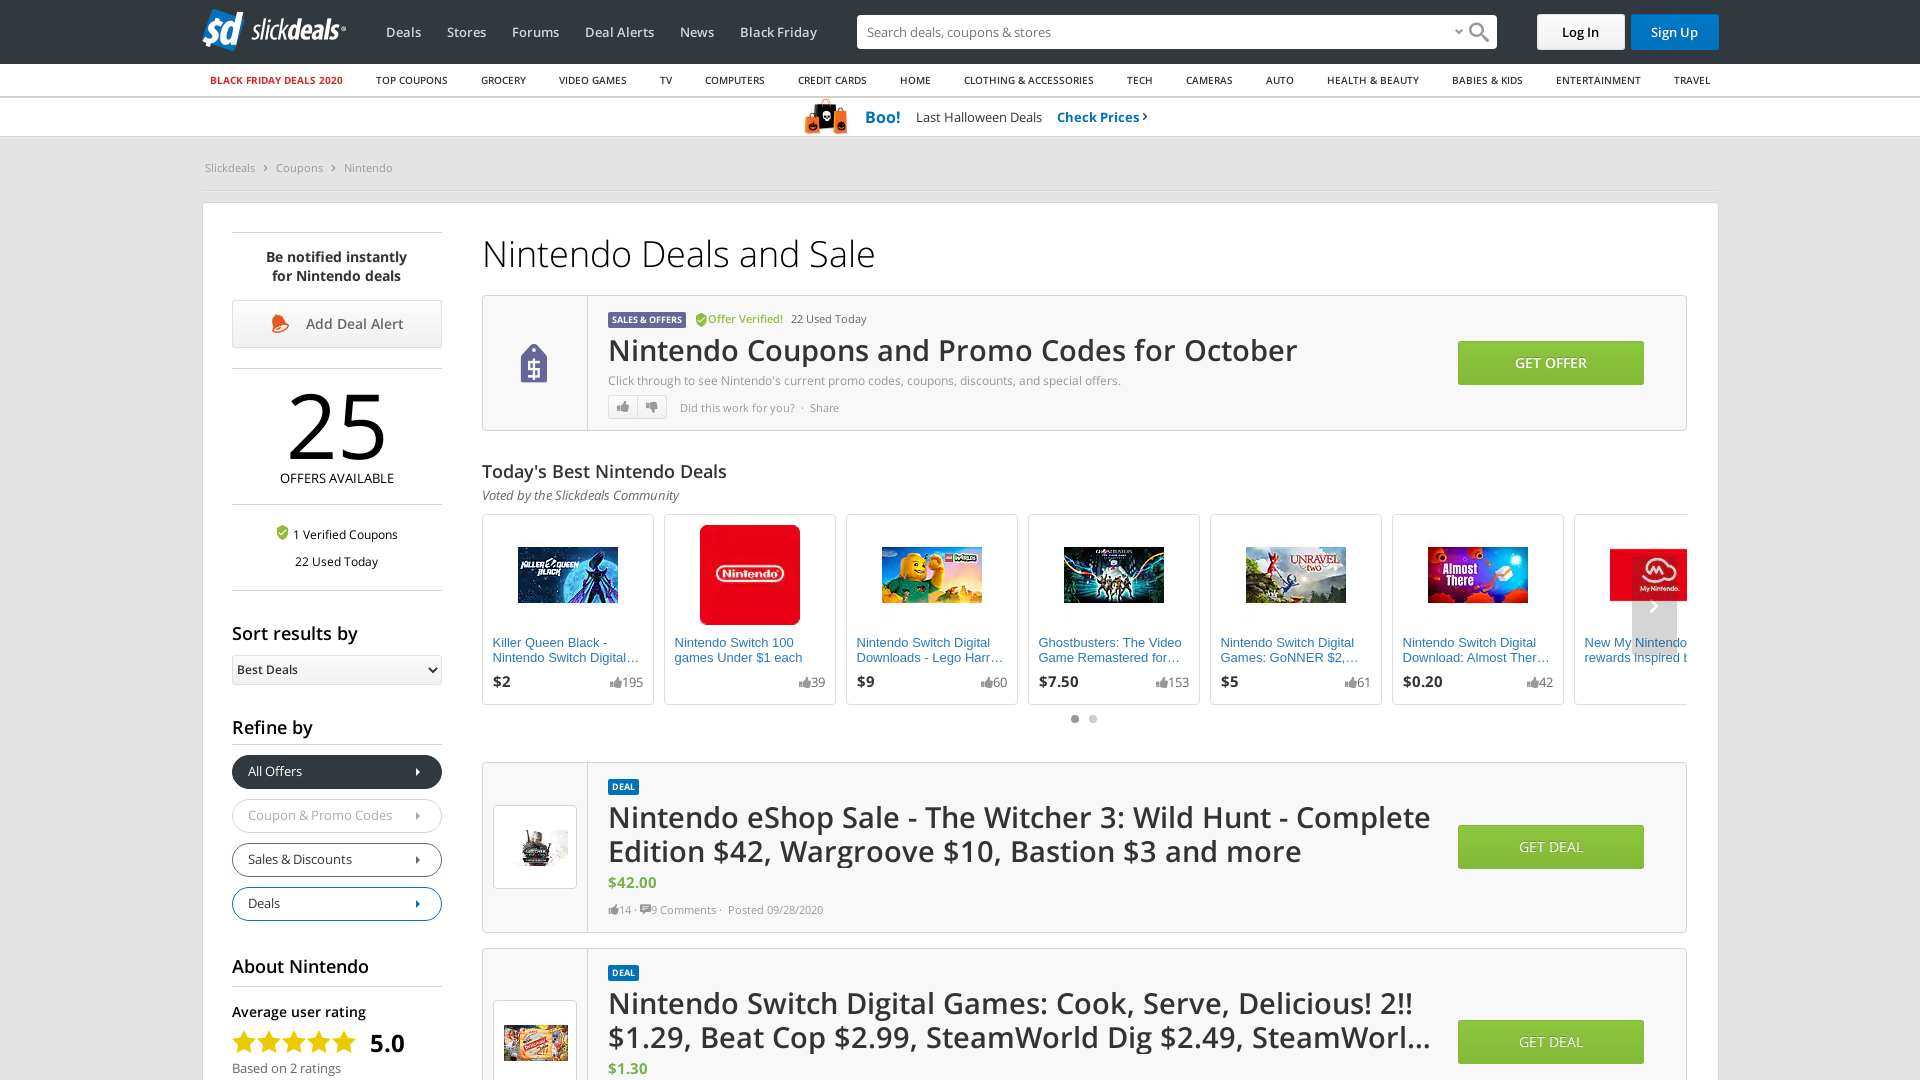 sd slickdeals
Deals
Stores
Forums
Deal Alerts
News
Black Friday
Search deals, coupons & stores
Log In
Sign Up
BLACK FRIDAY DEALS 2020
TOP COUPONS
GROCERY
VIDEO GAMES
TV
COMPUTERS
CREDIT CARDS
HOME
CLOTHING & ACCESSORIES
TECH
CAMERAS
AUTO
HEALTH & BEAUTY
BABIES & KIDS
ENTERTAINMENT
TRAVEL
Boo! Last Halloween Deals Check Prices
Slickdeals > Coupons > Nintendo
Be notified instantly
for Nintendo deals
Add Deal Alert
25
OFFERS AVAILABLE
1 Verified Coupons
22 Used Today
Sort results by
Best Deals
Refine by
All Offers
Coupon & Promo Codes
Sales & Discounts
Deals
About Nintendo
Average user rating
5.0
Based on 2 ratings
Nintendo Deals and Sale
SALES & OFFERS Offer Verified! 22 Used Today
Nintendo Coupons and Promo Codes for October
Click through to see Nintendo's current promo codes, coupons, discounts, and special offers.
Did this work for you? · Share
GET OFFER
Today's Best Nintendo Deals
Voted by the Slickdeals Community
KILLER QUEEN
BLACK
Killer Queen Black -
Nintendo Switch Digital…
$2
195
Nintendo
Nintendo Switch 100
games Under $1 each
39
Nintendo Switch Digital
Downloads - Lego Harr…
$9
60
GHOSTBUSTERS
Ghostbusters: The Video
Game Remastered for…
$7.50
153
UNRAVEL
TWO
Nintendo Switch Digital
Games: GoNNER $2,…
$5
61
Almost
There
Nintendo Switch Digital
Download: Almost Ther…
$0.20
42
My Nintendo
New My Nintendo
rewards inspired b
DEAL
Nintendo eShop Sale - The Witcher 3: Wild Hunt - Complete
Edition $42, Wargroove $10, Bastion $3 and more
$42.00
14 · 9 Comments · Posted 09/28/2020
GET DEAL
DEAL
Nintendo Switch Digital Games: Cook, Serve, Delicious! 2!!
$1.29, Beat Cop $2.99, SteamWorld Dig $2.49, SteamWorl…
$1.30
GET DEAL